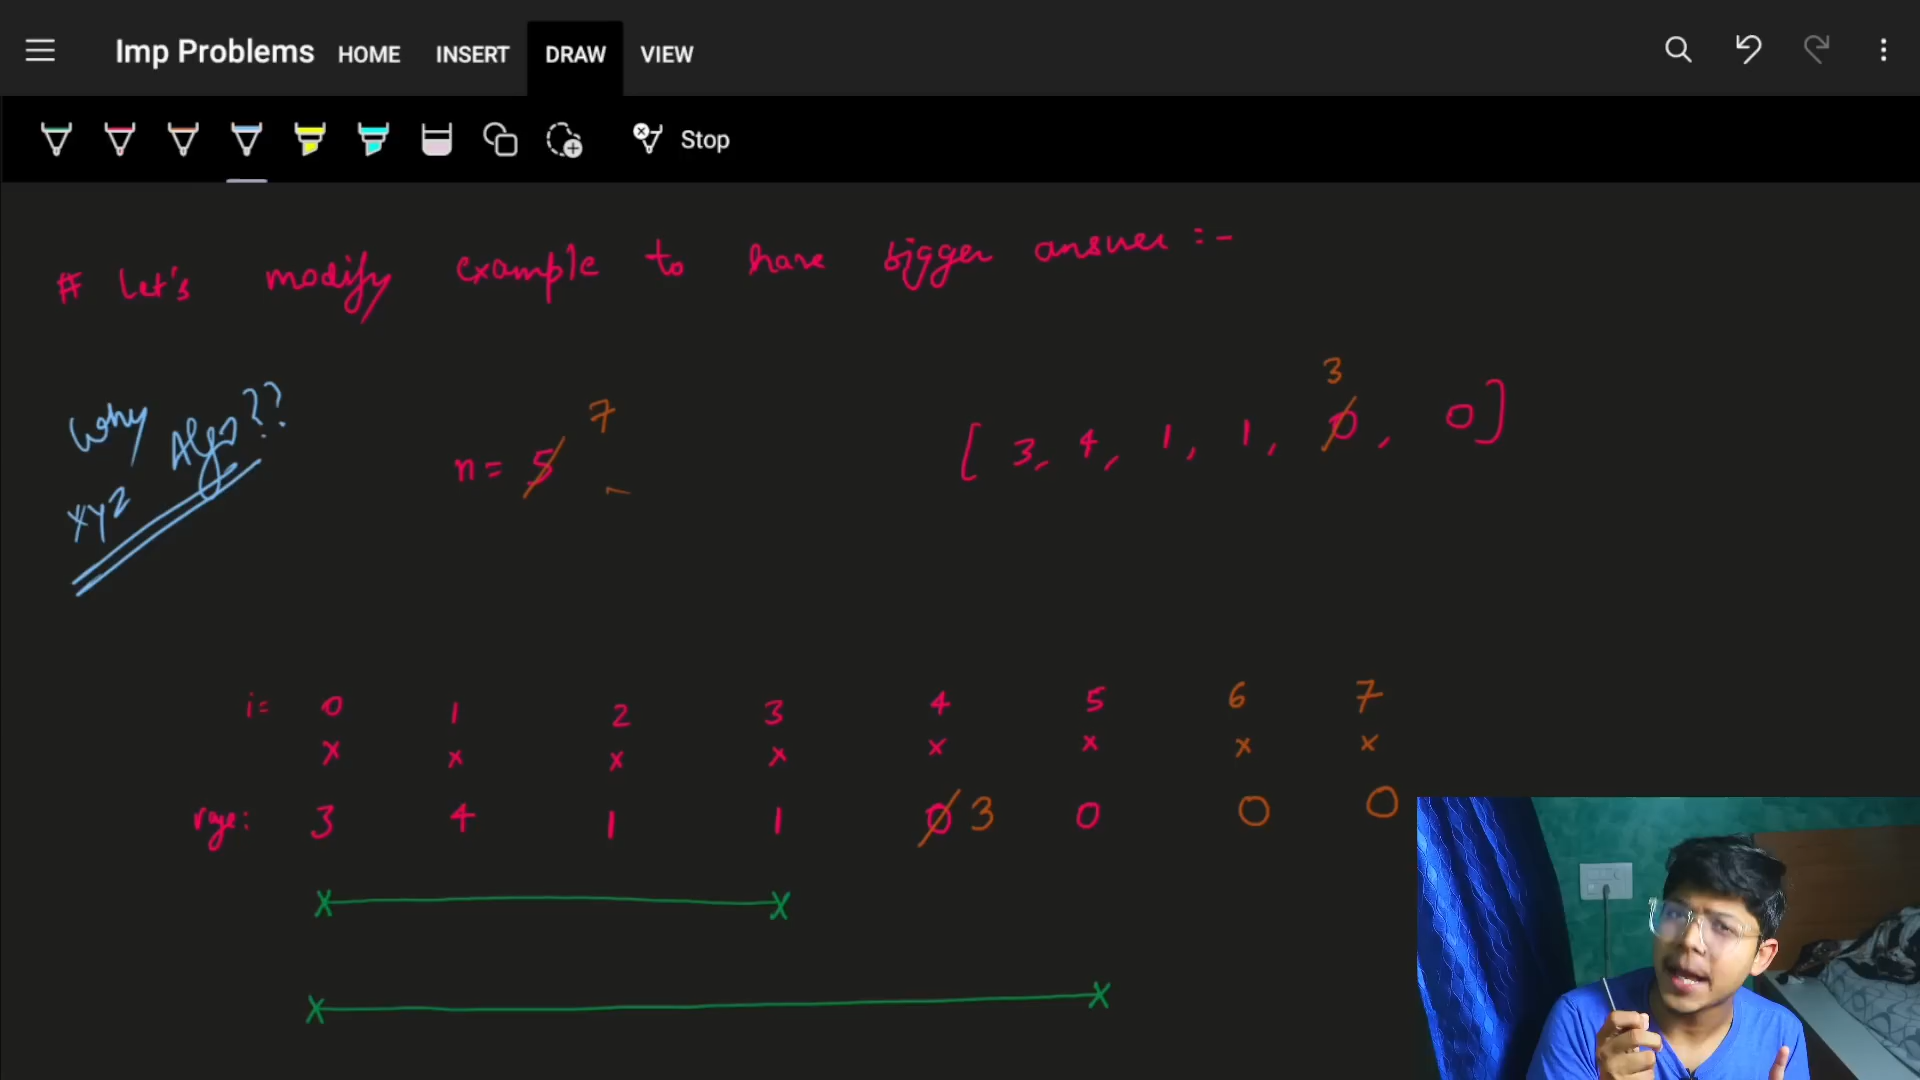 Imp Problems HOME INSERT DRAW VIEW
Stop
# Let's modify example to have bigger answer :-
Why Algo??
xyz
n = 5 7
3
[ 3, 4, 1, 1, 0, 0]
i= 0 1 2 3 4 5 6 7
x x x x x x x x
rage: 3 4 1 1 0 3 0 0 0
x x
x x